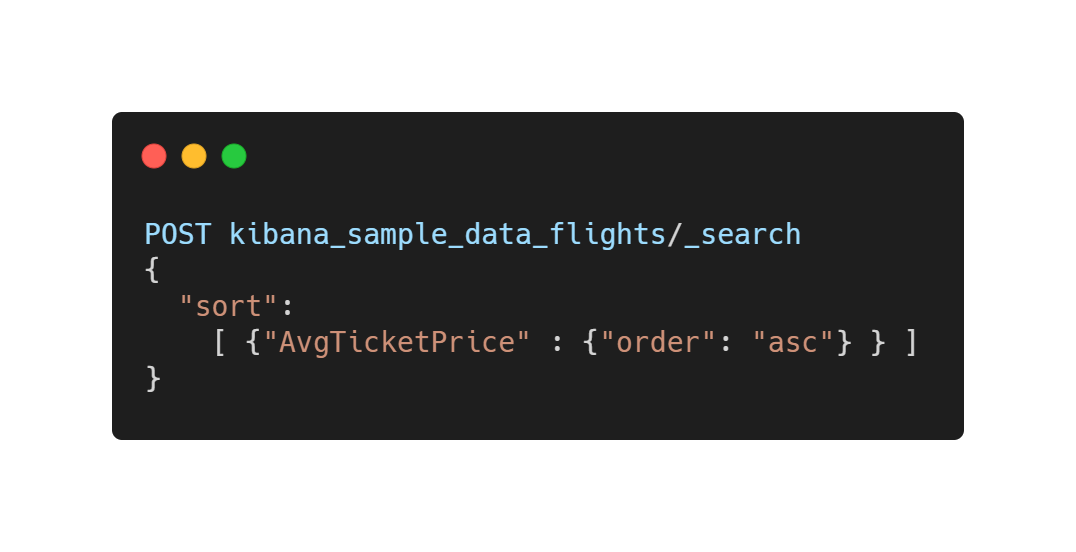 POST kibana_sample_data_flights/_search
{
  "sort":
    [ {"AvgTicketPrice" : {"order": "asc"} } ]
}